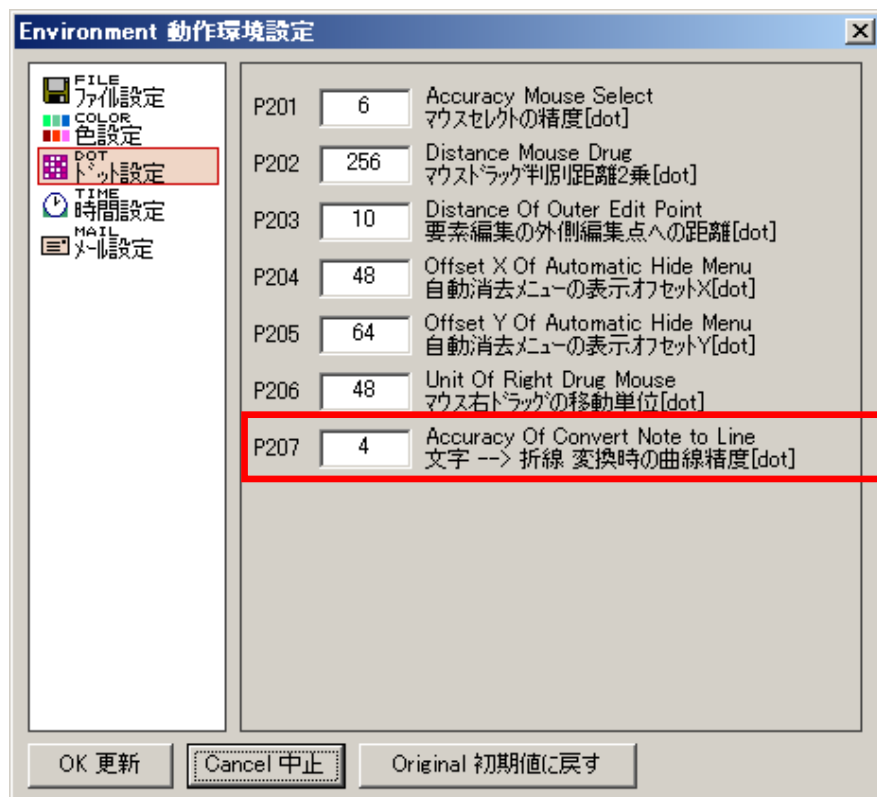 Environment 動作環境設定
FILE
ファイル設定
COLOR
色設定
DOT
ドット設定
TIME
時間設定
MAIL
メール設定
P201 6 Accuracy Mouse Select
マウスセレクトの精度[dot]
P202 256 Distance Mouse Drug
マウスドラッグ判別距離2乗[dot]
P203 10 Distance Of Outer Edit Point
要素編集の外側編集点への距離[dot]
P204 48 Offset X Of Automatic Hide Menu
自動消去メニューの表示オフセットX[dot]
P205 64 Offset Y Of Automatic Hide Menu
自動消去メニューの表示オフセットY[dot]
P206 48 Unit Of Right Drug Mouse
マウス右ドラッグの移動単位[dot]
P207 4 Accuracy Of Convert Note to Line
文字 --> 折線 変換時の曲線精度[dot]
OK 更新 Cancel 中止 Original 初期値に戻す